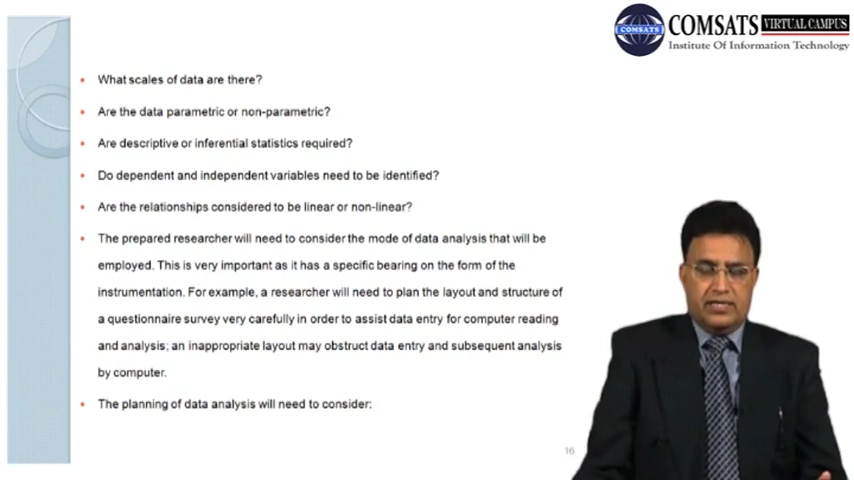 COMSATS
COMSATS VIRTUAL CAMPUS
Institute Of Information Technology
What scales of data are there?
Are the data parametric or non-parametric?
Are descriptive or inferential statistics required?
Do dependent and independent variables need to be identified?
Are the relationships considered to be linear or non-linear?
The prepared researcher will need to consider the mode of data analysis that will be
employed. This is very important as it has a specific bearing on the form of the
instrumentation. For example, a researcher will need to plan the layout and structure of
a questionnaire survey very carefully in order to assist data entry for computer reading
and analysis; an inappropriate layout may obstruct data entry and subsequent analysis
by computer.
The planning of data analysis will need to consider:
16